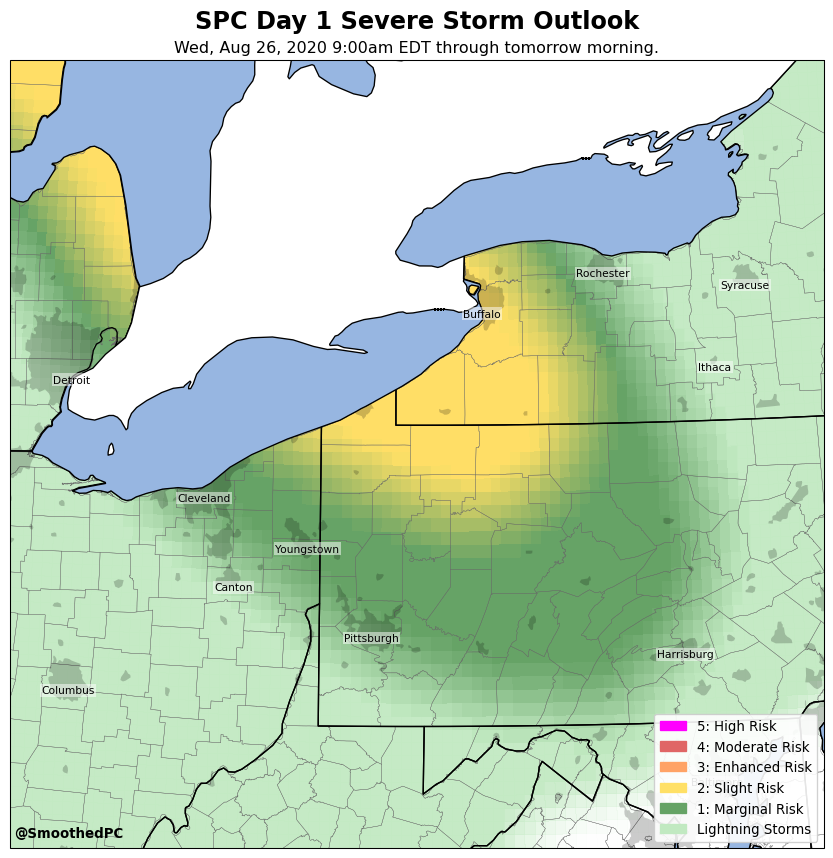 SPC Day 1 Severe Storm Outlook
Wed, Aug 26, 2020 9:00am EDT through tomorrow morning.
Rochester
Syracuse
Buffalo
Ithaca
Detroit
Cleveland
Youngstown
Canton
Pittsburgh
Harrisburg
Columbus
5: High Risk
4: Moderate Risk
3: Enhanced Risk
2: Slight Risk
1: Marginal Risk
Lightning Storms
@SmoothedPC